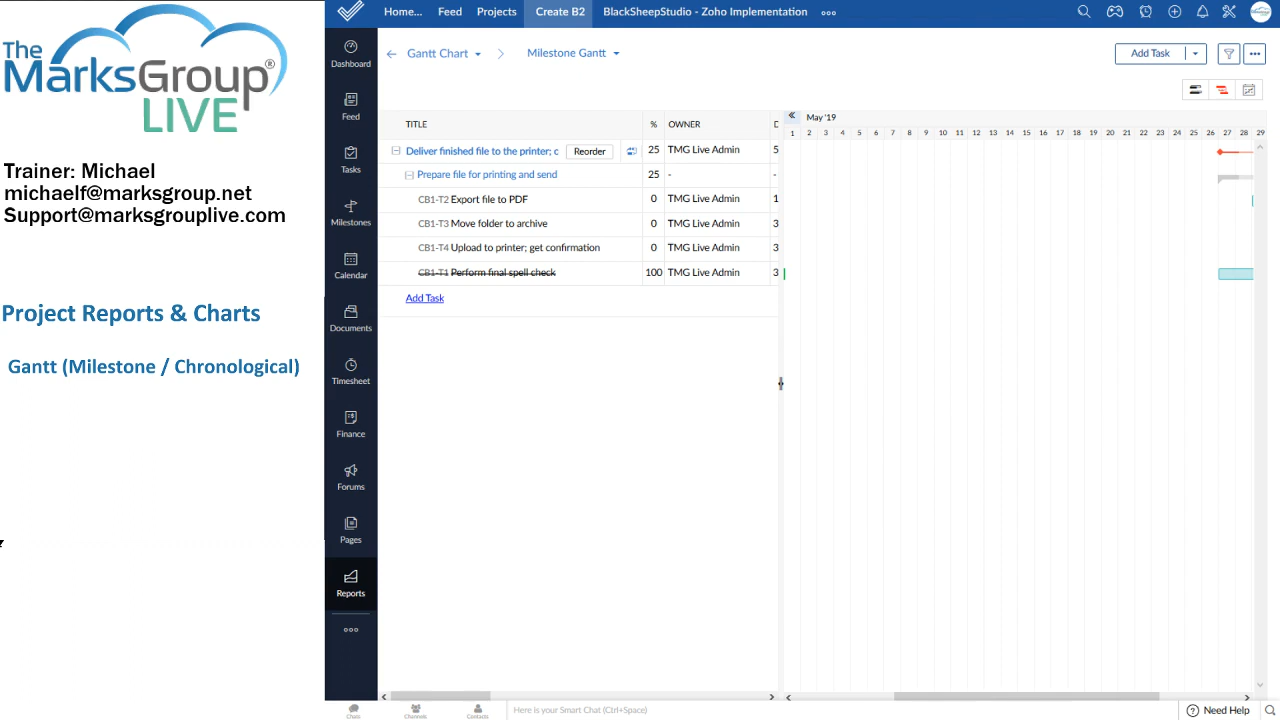 The
MarksGroup®
LIVE
Trainer: Michael
michaelf@marksgroup.net
Support@marksgrouplive.com
Project Reports & Charts
Gantt (Milestone / Chronological)
Home... Feed Projects Create B2 BlackSheepStudio - Zoho Implementation
Dashboard
Feed
Tasks
Milestones
Calendar
Documents
Timesheet
Finance
Forums
Pages
Reports
Gantt Chart Milestone Gantt Add Task
TITLE % OWNER D
Deliver finished file to the printer; c Reorder 25 TMG Live Admin 5
Prepare file for printing and send 25 - -
CB1-T2 Export file to PDF 0 TMG Live Admin 1
CB1-T3 Move folder to archive 0 TMG Live Admin 3
CB1-T4 Upload to printer; get confirmation 0 TMG Live Admin 3
CB1-T1 Perform final spell check 100 TMG Live Admin 3
Add Task
May '19
1 2 3 4 5 6 7 8 9 10 11 12 13 14 15 16 17 18 19 20 21 22 23 24 25 26 27 28 29
Chats Channels Contacts Here is your Smart Chat (Ctrl+Space) Need Help